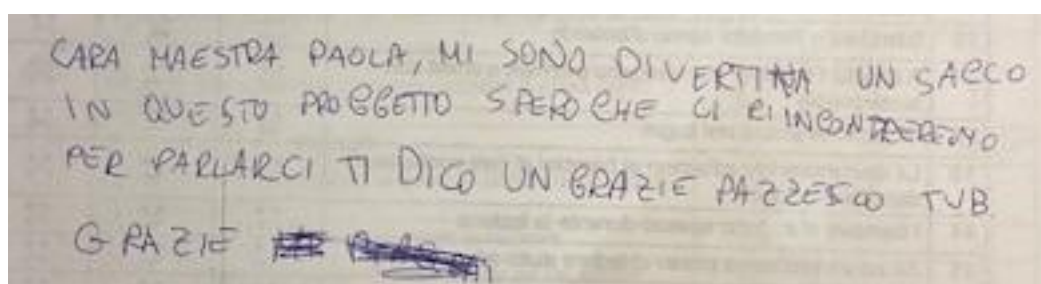 CARA MAESTRA PAOLA, MI SONO DIVERTITA UN SACCO
IN QUESTO PROGGETTO SPERO CHE CI RIINCONTREREMO
PER PARLARCI TI DICO UN GRAZIE PAZZESCO TVB
GRAZIE